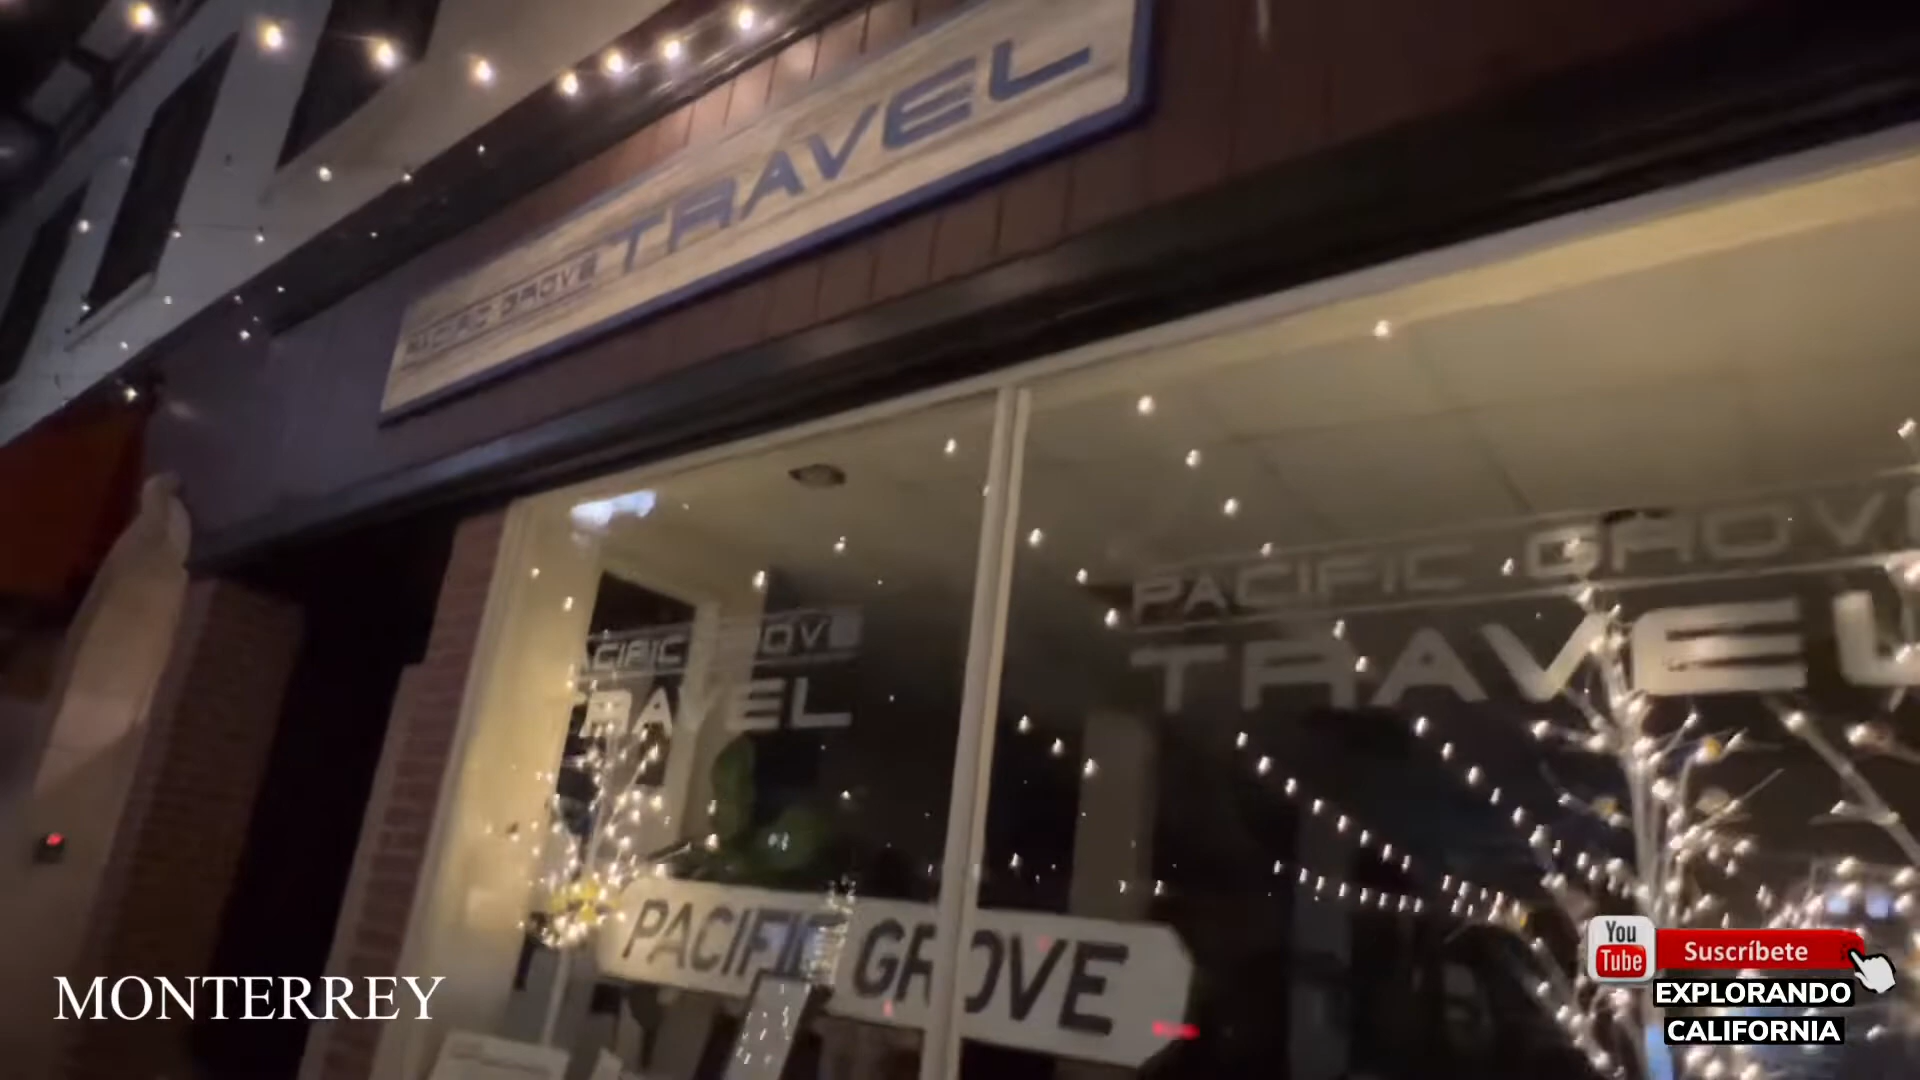 PACIFIC GROVE TRAVEL
PACIFIC GROVE
TRAVEL
PACIFIC GROVE
TRAVEL
PACIFIC GROVE
MONTERREY
You
Tube
Suscríbete
EXPLORANDO
CALIFORNIA